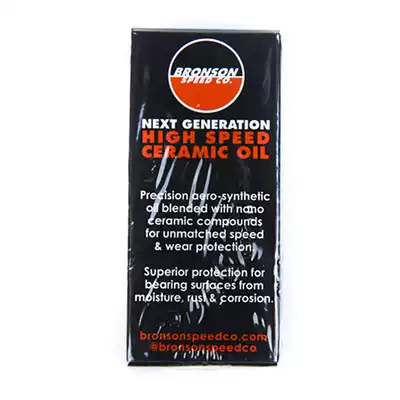 BRONSON
SPEED CO.
NEXT GENERATION
HIGH SPEED
CERAMIC OIL
Precision aero-synthetic
oil blended with nano
ceramic compounds
for unmatched speed
& wear protection.
Superior protection for
bearing surfaces from
moisture, rust & corrosion.
bronsonspeedco.com
@bronsonspeedco